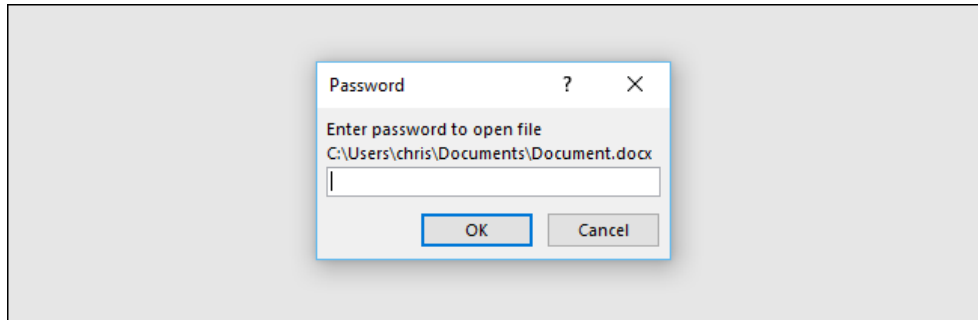 Password ?
Enter password to open file
C:\Users\chris\Documents\Document.docx
OK Cancel